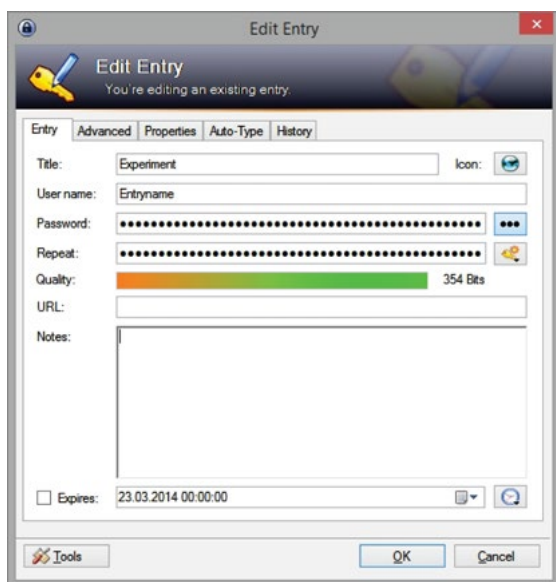 Edit Entry
Edit Entry
You're editing an existing entry.
Entry Advanced Properties Auto-Type History
Title: Experiment Icon:
User name: Entryname
Password: ••••••••••••••••••••••••••••••••••••••••••••••
Repeat: ••••••••••••••••••••••••••••••••••••••••••••••
Quality: 354 Bits
URL:
Notes:
Expires: 23.03.2014 00:00:00
Tools OK Cancel